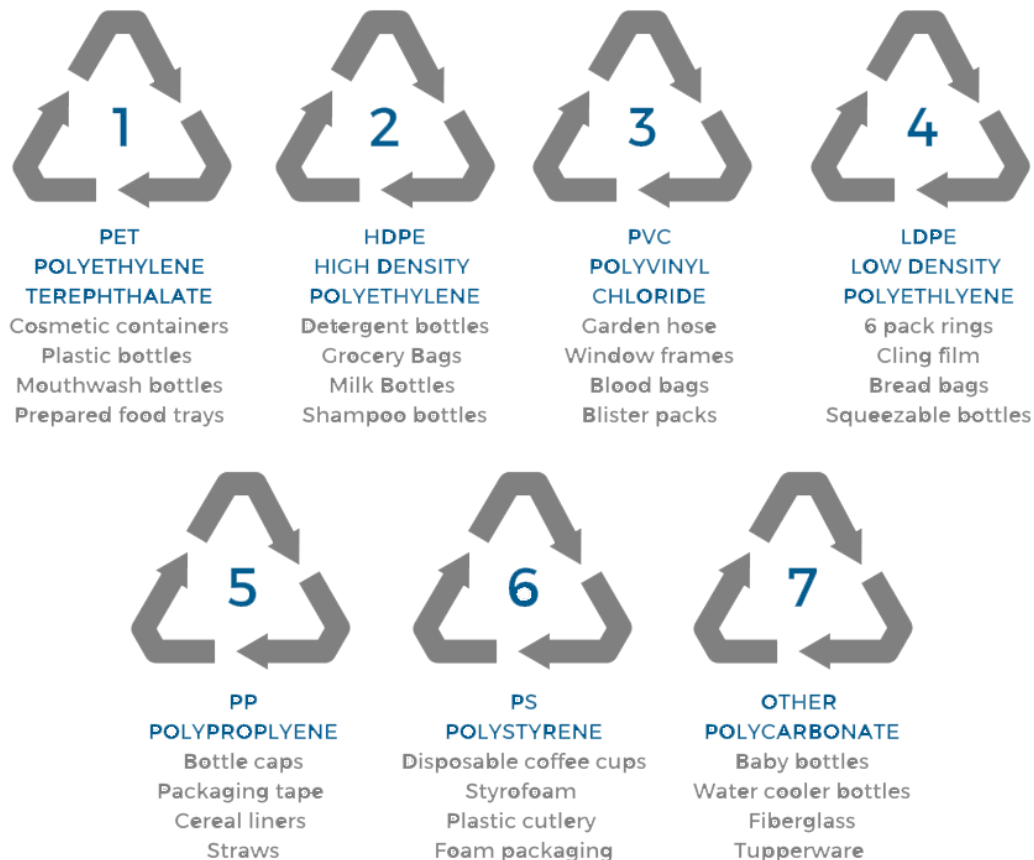 1
PET
POLYETHYLENE
TEREPHTHALATE
Cosmetic containers
Plastic bottles
Mouthwash bottles
Prepared food trays
2
HDPE
HIGH DENSITY
POLYETHYLENE
Detergent bottles
Grocery Bags
Milk Bottles
Shampoo bottles
3
PVC
POLYVINYL
CHLORIDE
Garden hose
Window frames
Blood bags
Blister packs
4
LDPE
LOW DENSITY
POLYETHLYENE
6 pack rings
Cling film
Bread bags
Squeezable bottles
5
PP
POLYPROPLYENE
Bottle caps
Packaging tape
Cereal liners
Straws
6
PS
POLYSTYRENE
Disposable coffee cups
Styrofoam
Plastic cutlery
Foam packaging
7
OTHER
POLYCARBONATE
Baby bottles
Water cooler bottles
Fiberglass
Tupperware